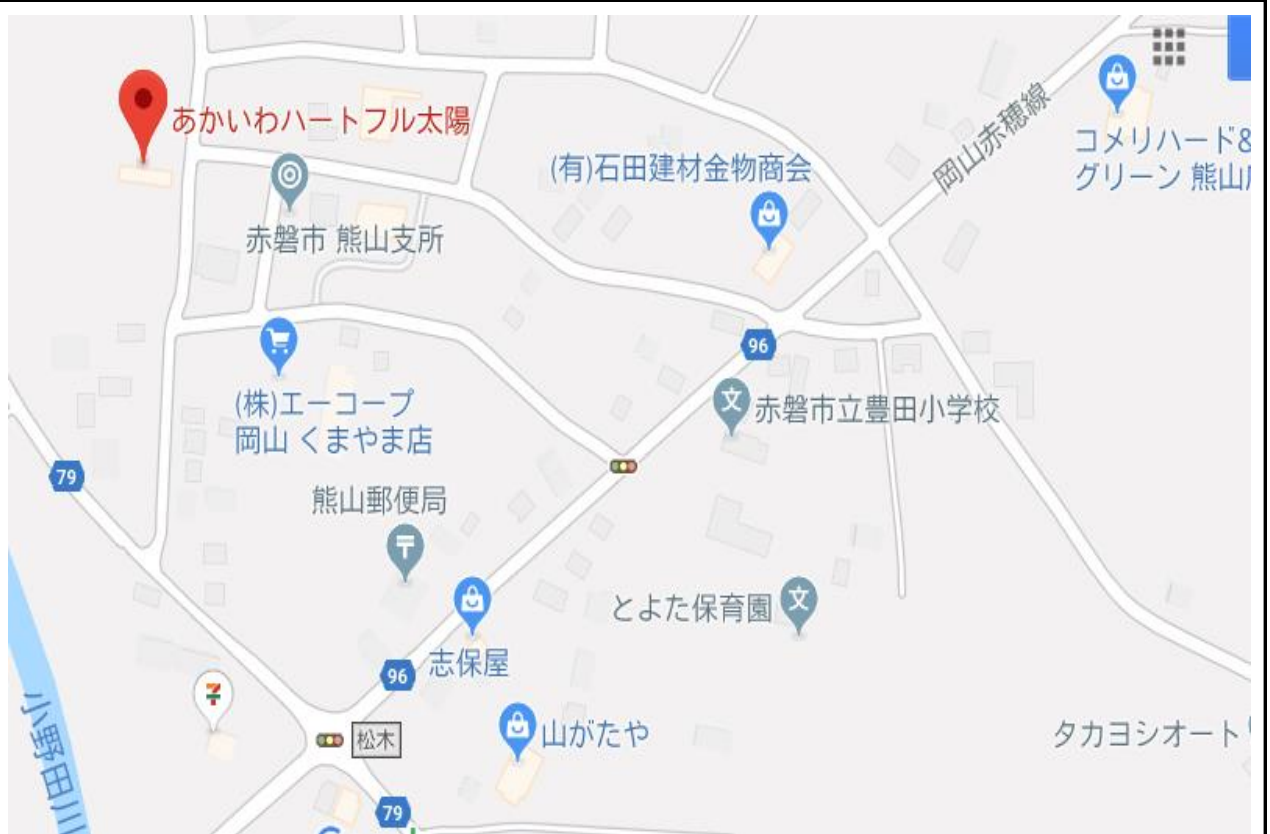 あかいわハートフル太陽
岡山赤穂線
コメリハード&
グリーン 熊山
(有)石田建材金物商会
赤磐市 熊山支所
96
(株)エーコープ
岡山 くまやま店
文
赤磐市立豊田小学校
79
熊山郵便局
〒
とよた保育園
文
志保屋
96
7
松木
山がたや
タカヨシオート
小野田川
79